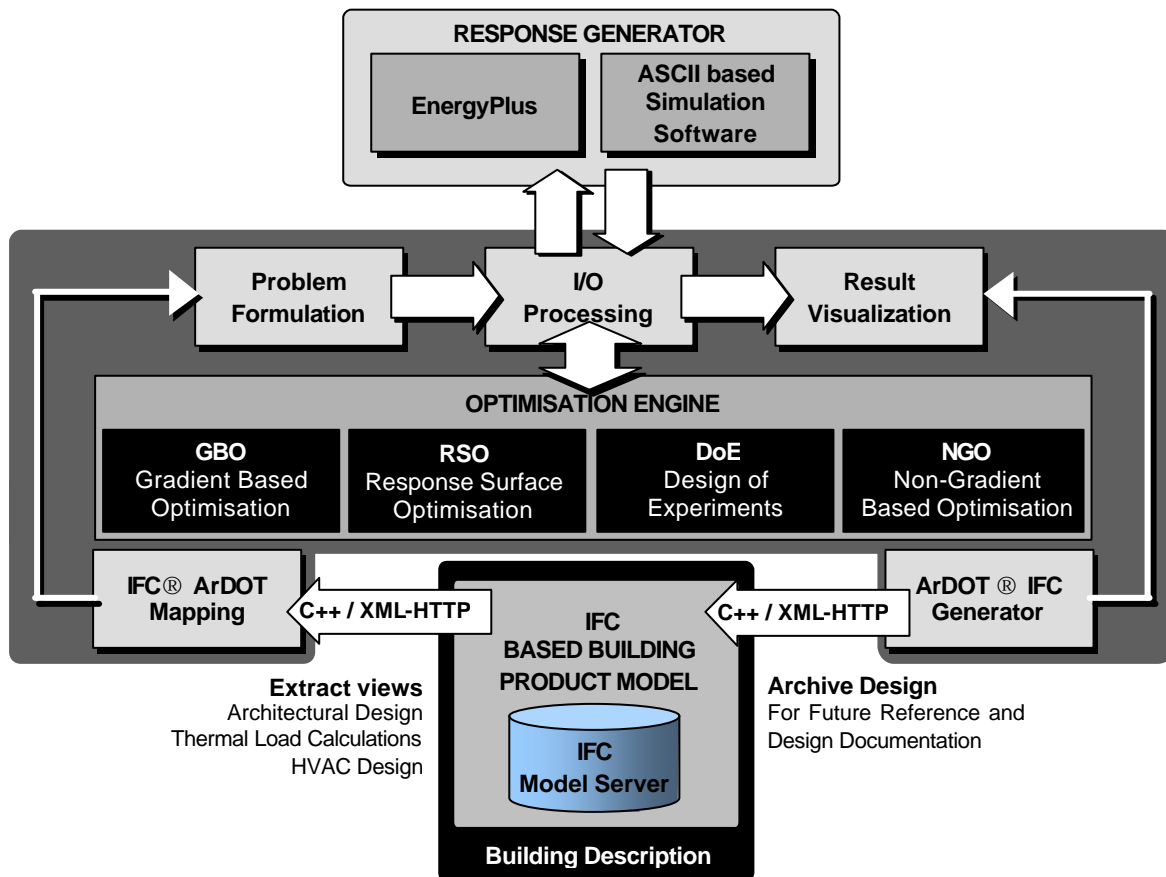 RESPONSE GENERATOR
EnergyPlus
ASCII based
Simulation
Software
Problem
Formulation
I/O
Processing
Result
Visualization
OPTIMISATION ENGINE
GBO
Gradient Based
Optimisation
RSO
Response Surface
Optimisation
DoE
Design of
Experiments
NGO
Non-Gradient
Based Optimisation
IFC® ArDOT
Mapping
C++ / XML-HTTP
IFC
BASED BUILDING
PRODUCT MODEL
IFC
Model Server
Building Description
C++ / XML-HTTP
ArDOT ® IFC
Generator
Extract views
Architectural Design
Thermal Load Calculations
HVAC Design
Archive Design
For Future Reference and
Design Documentation